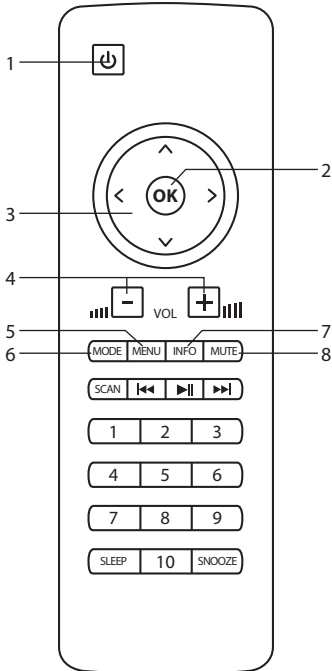 1
2
OK
3
4
- VOL +
5
7
6
MODE MENU INFO MUTE
8
SCAN
1 2 3
4 5 6
7 8 9
SLEEP 10 SNOOZE